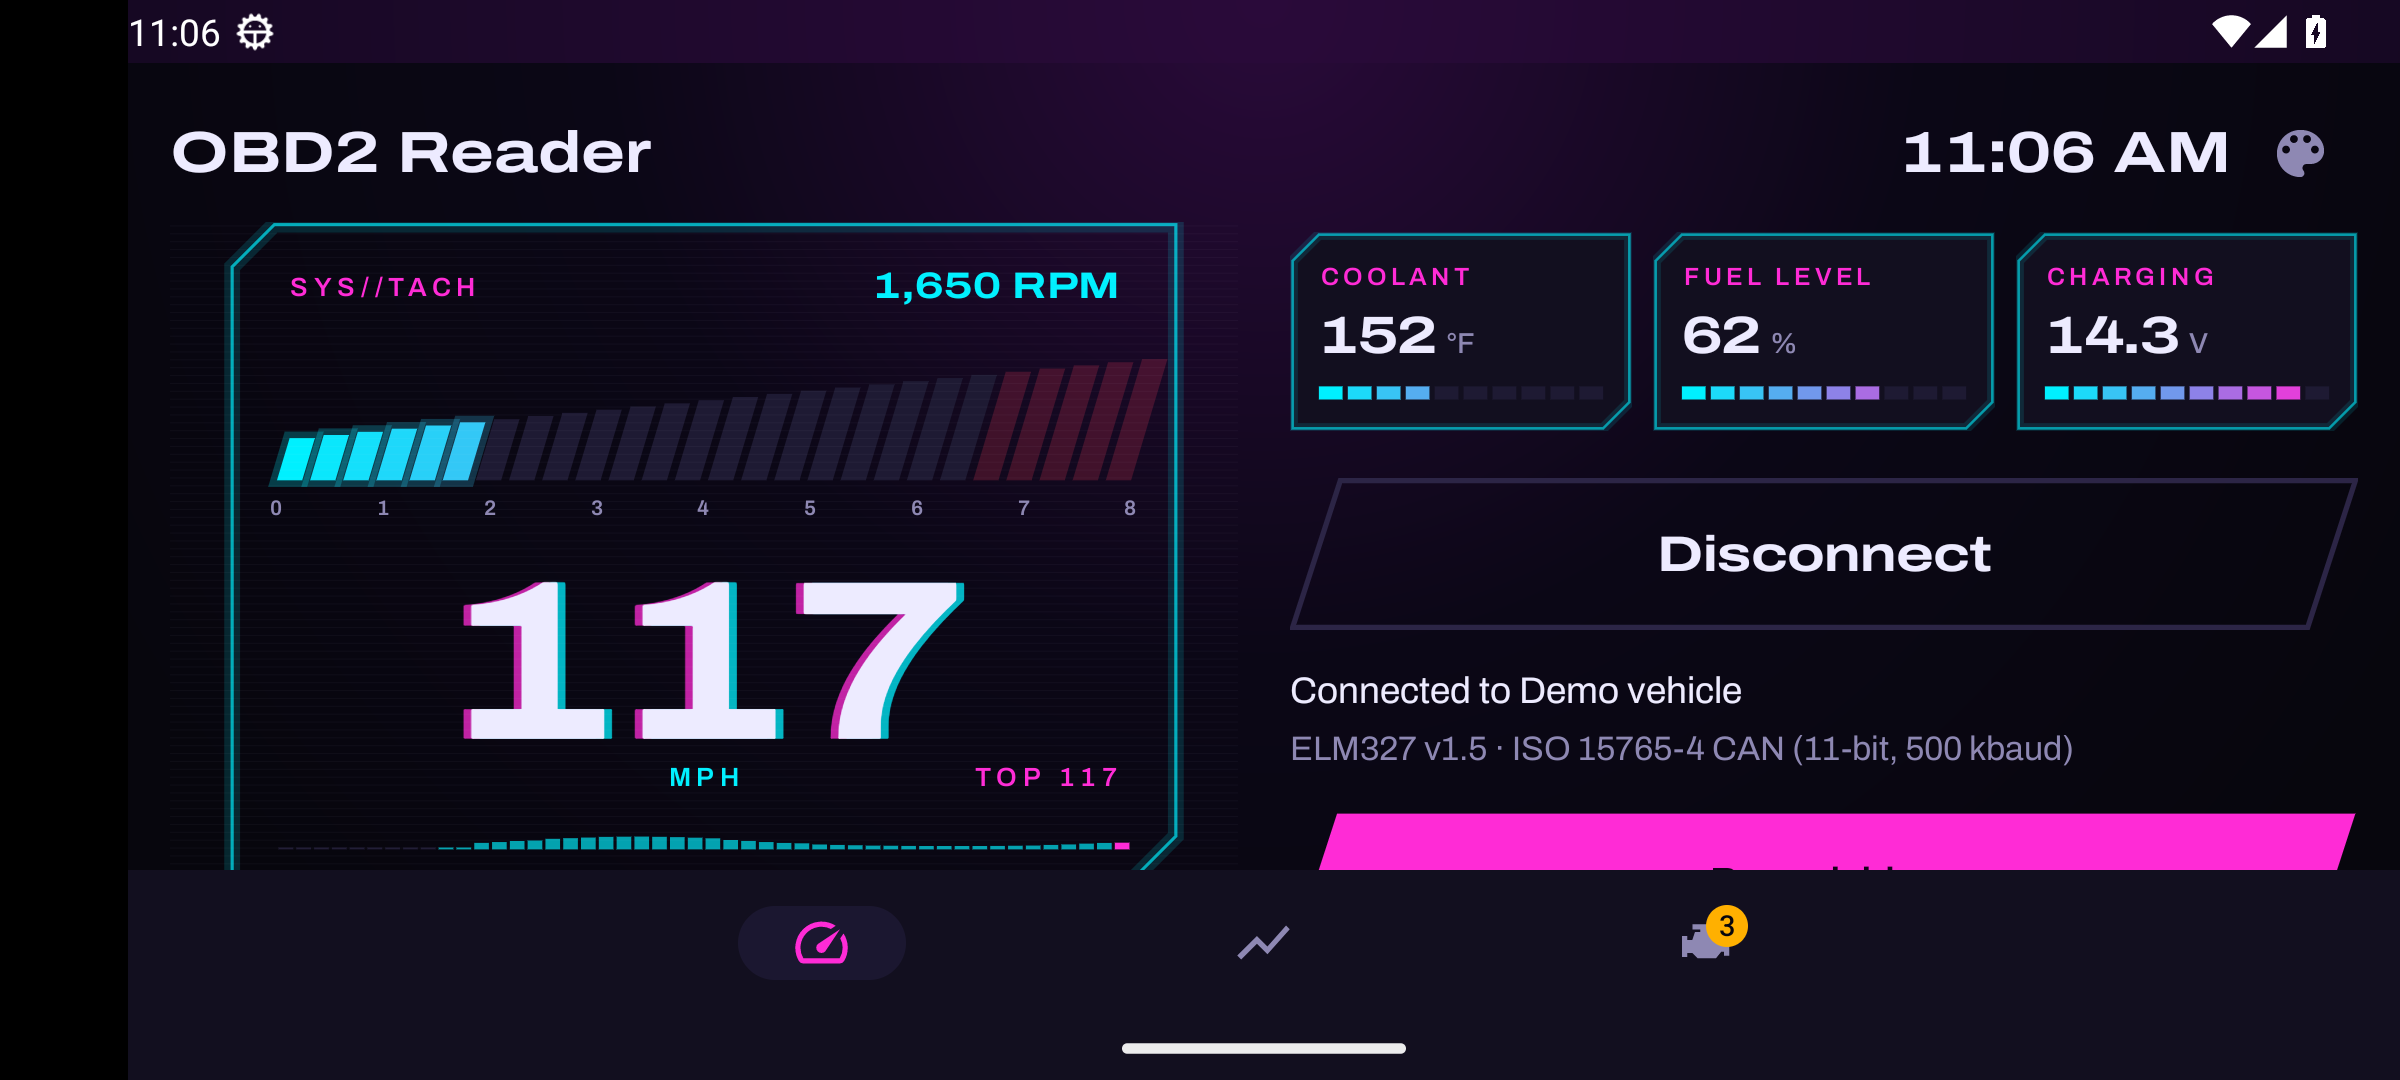 11:06
OBD2 Reader
11:06 AM
SYS//TACH
1,650 RPM
0 1 2 3 4 5 6 7 8
117
MPH
TOP 117
COOLANT
152 °F
FUEL LEVEL
62 %
CHARGING
14.3 V
Disconnect
Connected to Demo vehicle
ELM327 v1.5 · ISO 15765-4 CAN (11-bit, 500 kbaud)
3